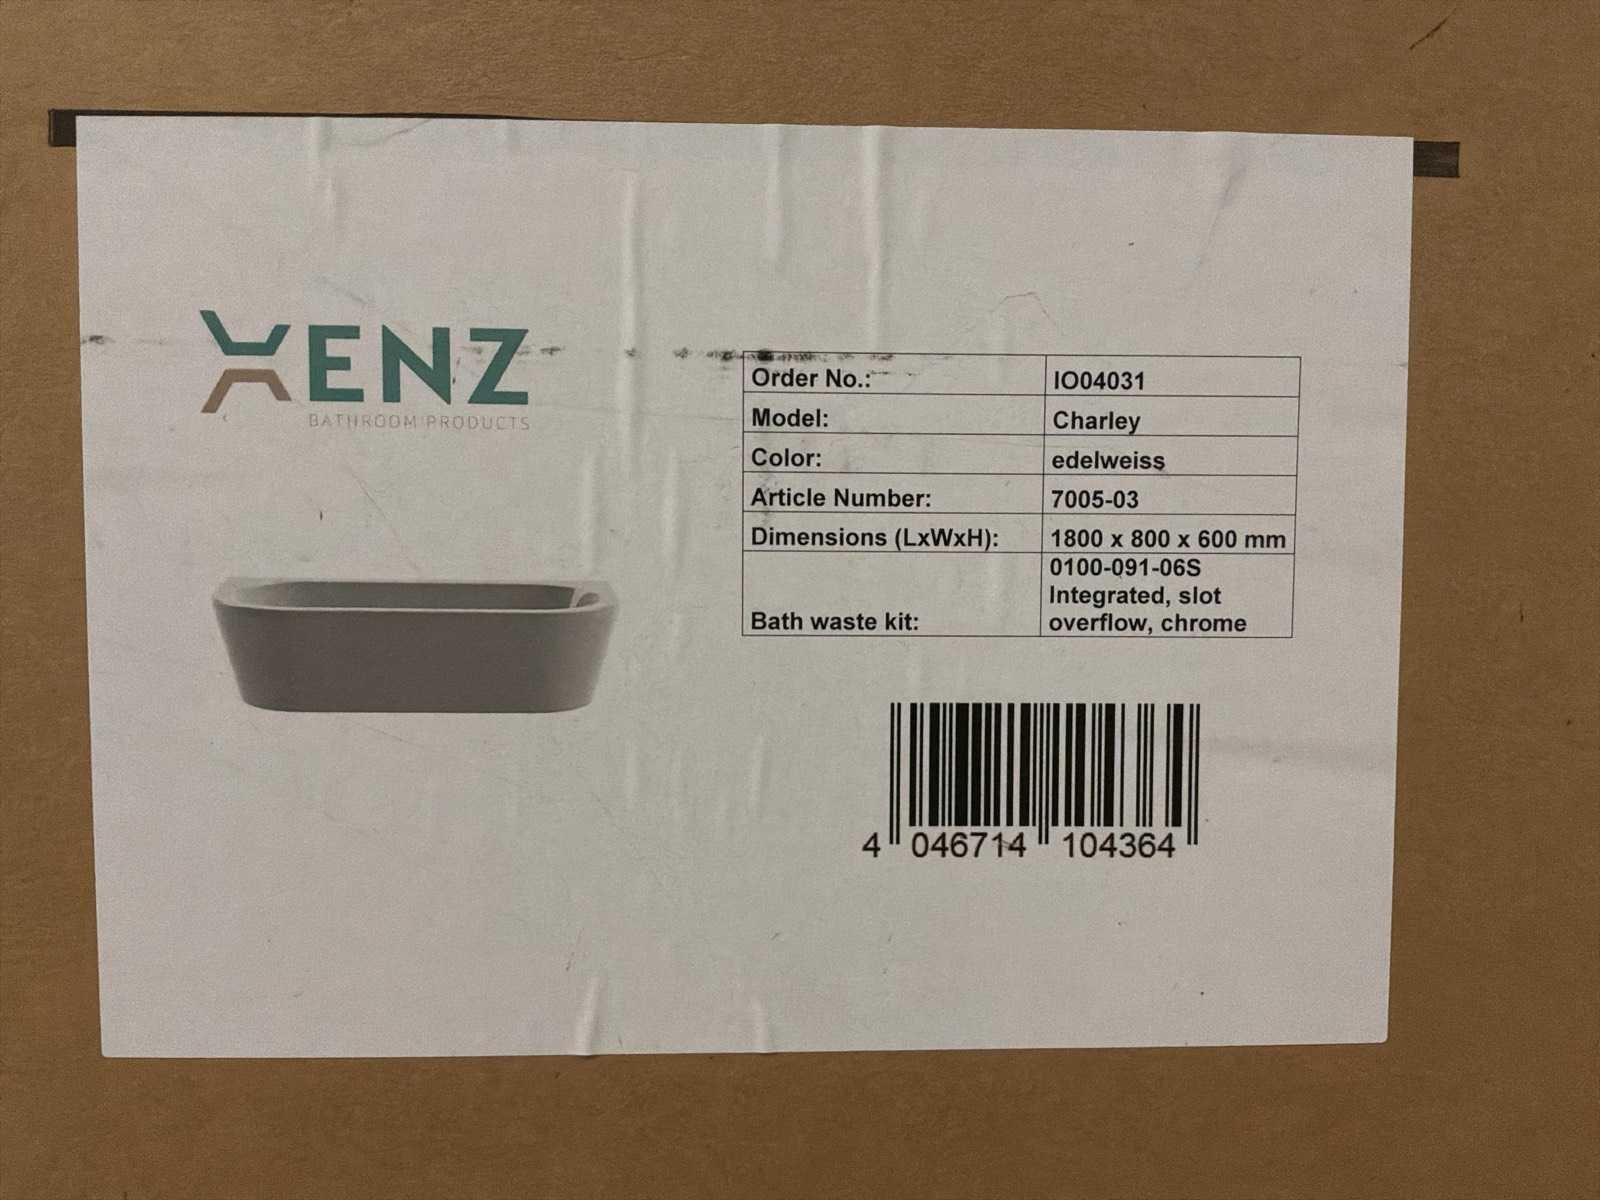 XENZ
BATHROOM PRODUCTS
Order No.: IO04031
Model: Charley
Color: edelweiss
Article Number: 7005-03
Dimensions (LxWxH): 1800 x 800 x 600 mm
Bath waste kit: 0100-091-06S
Integrated, slot
overflow, chrome
4 046714 104364